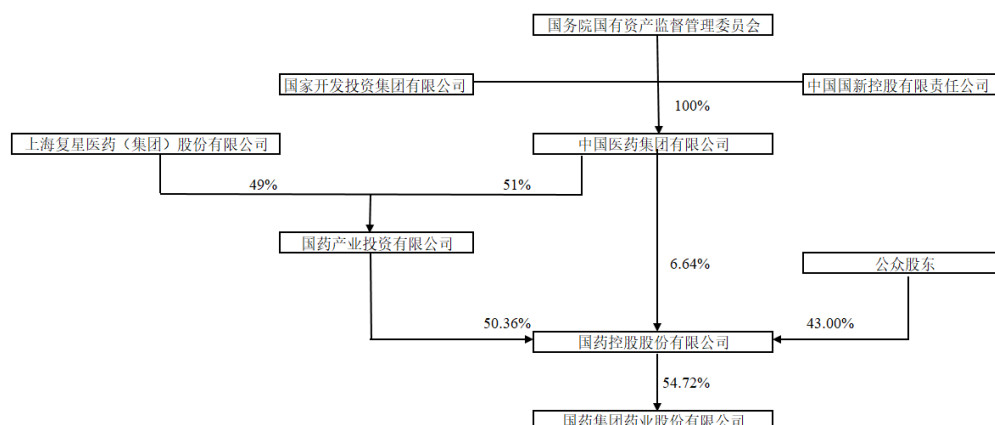 国务院国有资产监督管理委员会
国家开发投资集团有限公司
中国国新控股有限责任公司
100%
上海复星医药（集团）股份有限公司
中国医药集团有限公司
49%
51%
国药产业投资有限公司
6.64%
公众股东
50.36%
43.00%
国药控股股份有限公司
54.72%
国药集团药业股份有限公司